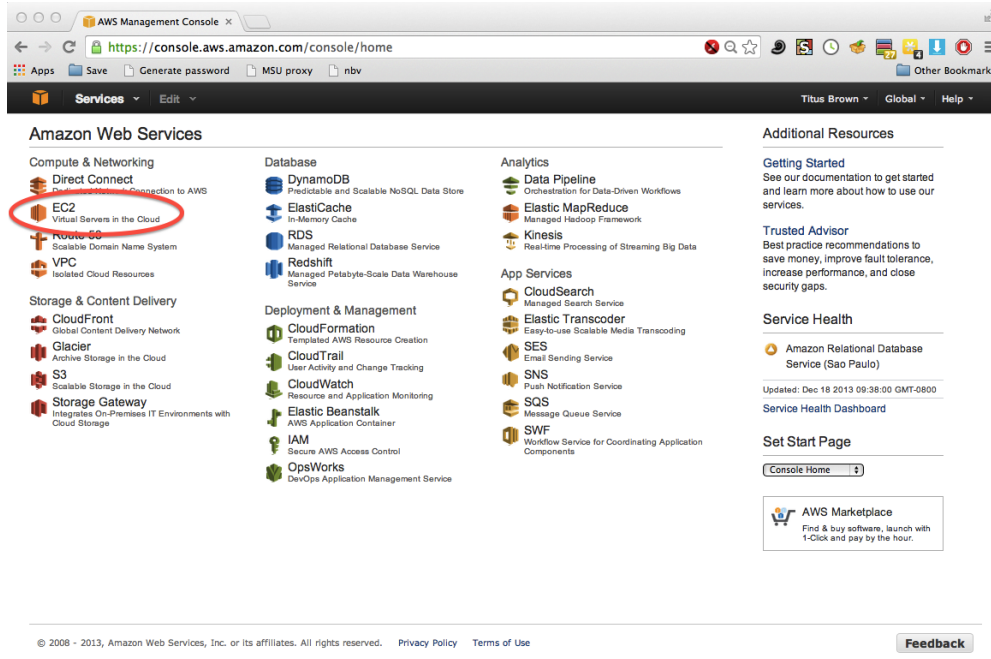 AWS Management Console
https://console.aws.amazon.com/console/home
Apps Save Generate password MSU proxy nbv Other Bookmark
Services Edit Titus Brown Global Help
Amazon Web Services
Compute & Networking
Direct Connect
Dedicated Network Connection to AWS
EC2
Virtual Servers in the Cloud
Route 53
Scalable Domain Name System
VPC
Isolated Cloud Resources
Storage & Content Delivery
CloudFront
Global Content Delivery Network
Glacier
Archive Storage in the Cloud
S3
Scalable Storage in the Cloud
Storage Gateway
Integrates On-Premises IT Environments with
Cloud Storage
Database
DynamoDB
Predictable and Scalable NoSQL Data Store
ElastiCache
In-Memory Cache
RDS
Managed Relational Database Service
Redshift
Managed Petabyte-Scale Data Warehouse
Service
Deployment & Management
CloudFormation
Templated AWS Resource Creation
CloudTrail
User Activity and Change Tracking
CloudWatch
Resource and Application Monitoring
Elastic Beanstalk
AWS Application Container
IAM
Secure AWS Access Control
OpsWorks
DevOps Application Management Service
Analytics
Data Pipeline
Orchestration for Data-Driven Workflows
Elastic MapReduce
Managed Hadoop Framework
Kinesis
Real-time Processing of Streaming Big Data
App Services
CloudSearch
Managed Search Service
Elastic Transcoder
Easy-to-use Scalable Media Transcoding
SES
Email Sending Service
SNS
Push Notification Service
SQS
Message Queue Service
SWF
Workflow Service for Coordinating Application
Components
Additional Resources
Getting Started
See our documentation to get started
and learn more about how to use our
services.
Trusted Advisor
Best practice recommendations to
save money, improve fault tolerance,
increase performance, and close
security gaps.
Service Health
Amazon Relational Database
Service (Sao Paulo)
Updated: Dec 18 2013 09:38:00 GMT-0800
Service Health Dashboard
Set Start Page
Console Home
AWS Marketplace
Find & buy software, launch with
1-Click and pay by the hour.
© 2008 - 2013, Amazon Web Services, Inc. or its affiliates. All rights reserved. Privacy Policy Terms of Use
Feedback